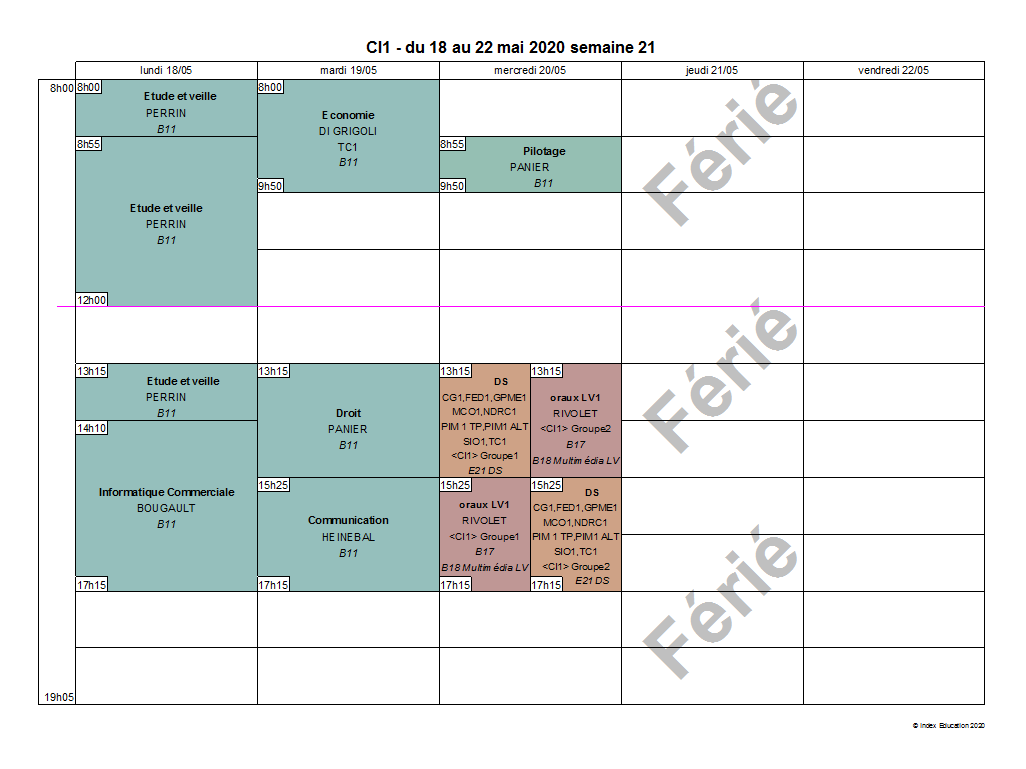 CI1 - du 18 au 22 mai 2020 semaine 21
lundi 18/05
mardi 19/05
mercredi 20/05
jeudi 21/05
vendredi 22/05
8h00
8h00
Etude et veille
PERRIN
B11
8h55
Etude et veille
PERRIN
B11
12h00
13h15
Etude et veille
PERRIN
B11
14h10
Informatique Commerciale
BOUGAULT
B11
17h15
8h00
Economie
DI GRIGOLI
TC1
B11
9h50
13h15
Droit
PANIER
B11
15h25
Communication
HEINEBAL
B11
17h15
8h55
Pilotage
PANIER
B11
9h50
13h15
DS
CG1,FED1,GPME1
MCO1,NDRC1
PIM 1 TP,PIM1 ALT
SIO1,TC1
<CI1> Groupe1
E21 DS
13h15
oraux LV1
RIVOLET
<CI1> Groupe2
B17
B18 Multimédia LV
15h25
oraux LV1
RIVOLET
<CI1> Groupe1
B17
B18 Multimédia LV
17h15
15h25
DS
CG1,FED1,GPME1
MCO1,NDRC1
PIM 1 TP,PIM1 ALT
SIO1,TC1
<CI1> Groupe2
E21 DS
17h15
Férié
Férié
Férié
19h05
© Index Education 2020